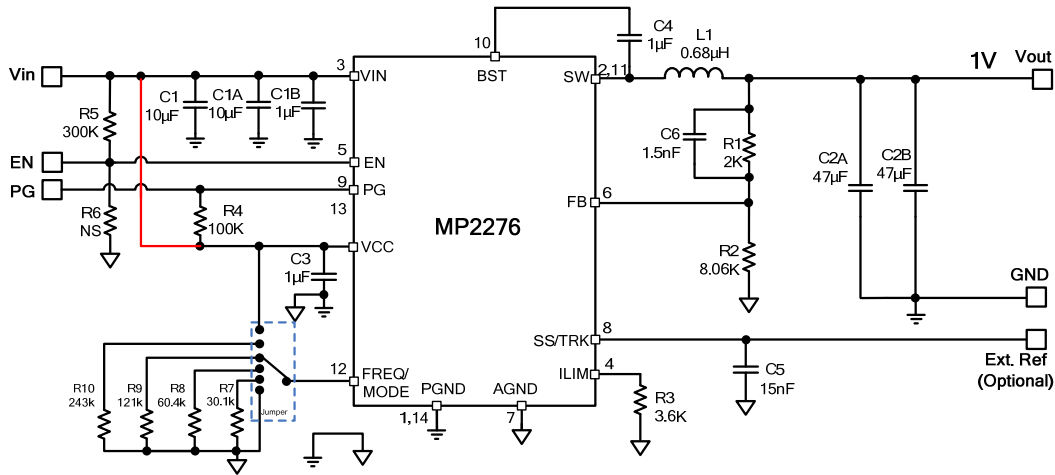 10
BST
C4
1µF
L1
0.68µH
1V
Vout
Vin
3
VIN
SW
2,11
C1
10µF
C1A
10µF
C1B
1µF
R5
300K
C6
1.5nF
R1
2K
C2A
47µF
C2B
47µF
EN
5
EN
PG
9
PG
13
R6
NS
R4
100K
VCC
MP2276
FB
6
R2
8.06K
C3
1µF
GND
8
SS/TRK
Ext. Ref
(Optional)
C5
15nF
4
ILIM
R3
3.6K
12
FREQ/
MODE
PGND
1,14
AGND
7
R10
243k
R9
121k
R8
60.4k
R7
30.1k
Jumper